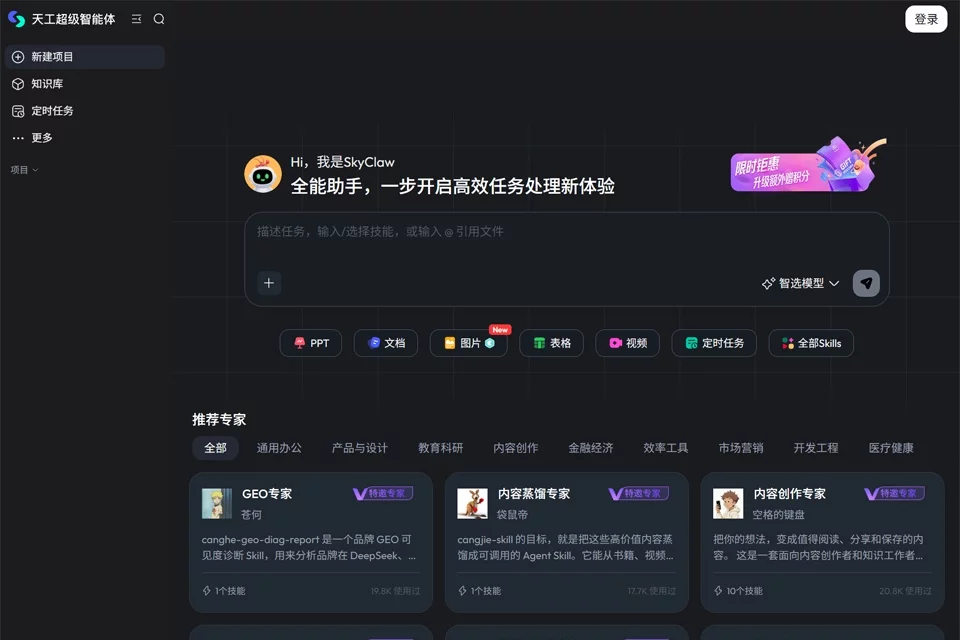 天工超级智能体
登录
新建项目
知识库
定时任务
更多
项目
Hi，我是SkyClaw
全能助手，一步开启高效任务处理新体验
限时钜惠
升级额外赠积分
GIFT
描述任务，输入/选择技能，或输入 @ 引用文件
智选模型
PPT
文档
图片
New
表格
视频
定时任务
全部Skills
推荐专家
全部
通用办公
产品与设计
教育科研
内容创作
金融经济
效率工具
市场营销
开发工程
医疗健康
GEO专家
特邀专家
苍何
canghe-geo-diag-report 是一个品牌 GEO 可
见度诊断 Skill，用来分析品牌在 DeepSeek、...
1个技能
19.8K 使用过
内容蒸馏专家
特邀专家
袋鼠帝
cangjie-skill 的目标，就是把这些高价值内容蒸
馏成可调用的 Agent Skill。它能从书籍、视频...
1个技能
17.7K 使用过
内容创作专家
特邀专家
空格的键盘
把你的想法，变成值得阅读、分享和保存的内
容。 这是一套面向内容创作者和知识工作者...
10个技能
20.8K 使用过